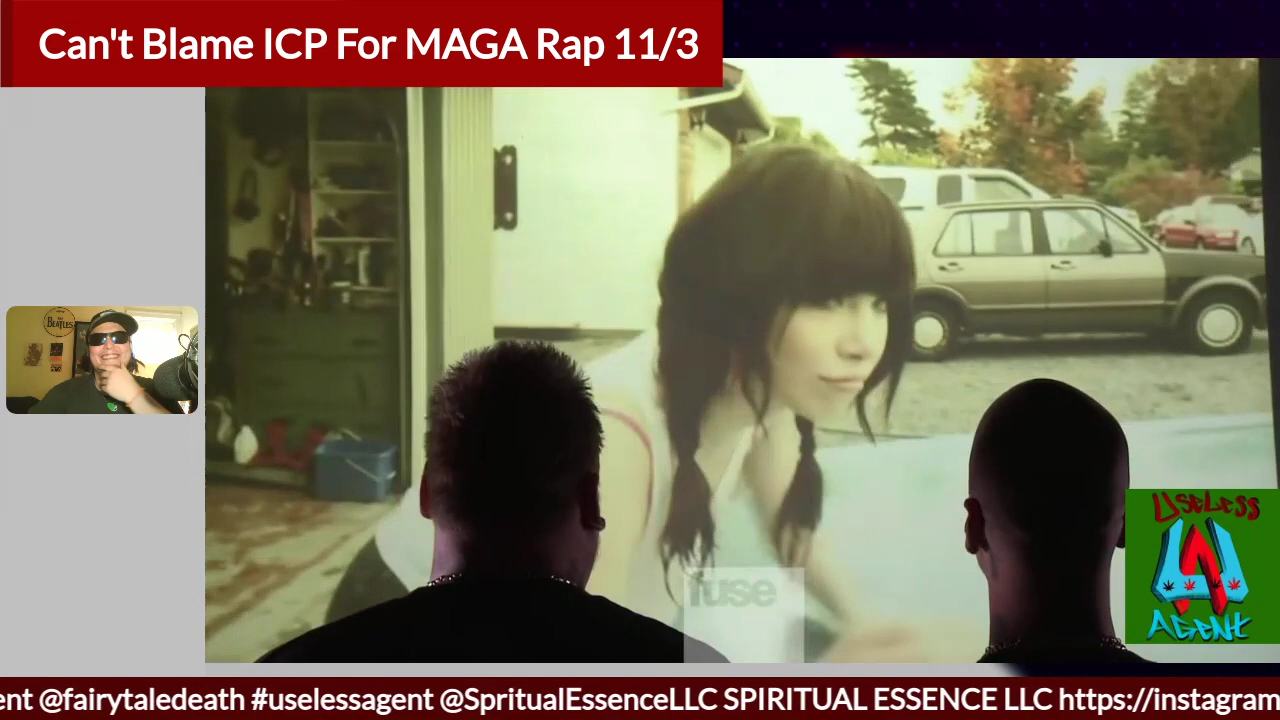 Can't Blame ICP For MAGA Rap 11/3
BEATLES
fuse
USELESS
AGENT
ent @fairytaledeath #uselessagent @SpritualEssenceLLC SPIRITUAL ESSENCE LLC https://instagram